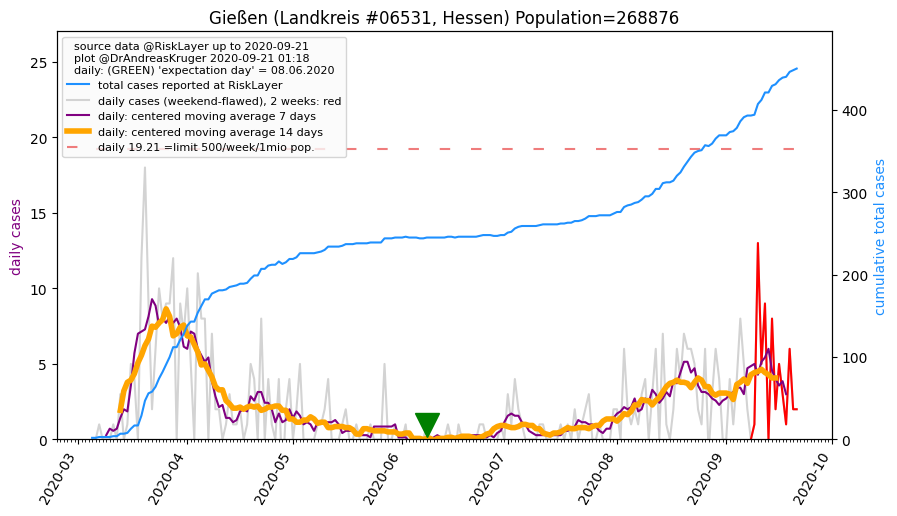 Gießen (Landkreis #06531, Hessen) Population=268876
source data @RiskLayer up to 2020-09-21
plot @DrAndreasKruger 2020-09-21 01:18
daily: (GREEN) 'expectation day' = 08.06.2020
total cases reported at RiskLayer
daily cases (weekend-flawed), 2 weeks: red
daily: centered moving average 7 days
daily: centered moving average 14 days
daily 19.21 =limit 500/week/1mio pop.
daily cases
25
20
15
10
5
0
cumulative total cases
400
300
200
100
0
2020-03
2020-04
2020-05
2020-06
2020-07
2020-08
2020-09
2020-10